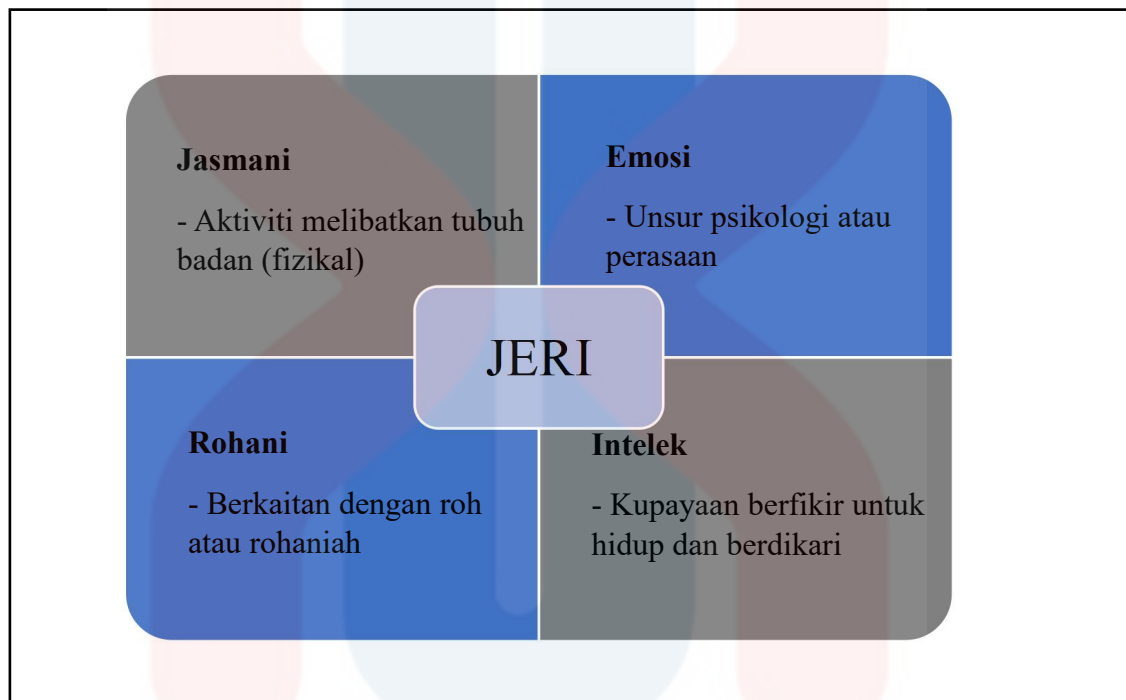 Jasmani
- Aktiviti melibatkan tubuh
badan (fizikal)
Emosi
- Unsur psikologi atau
perasaan
JERI
Rohani
- Berkaitan dengan roh
atau rohaniah
Intelek
- Kupayaan berfikir untuk
hidup dan berdikari